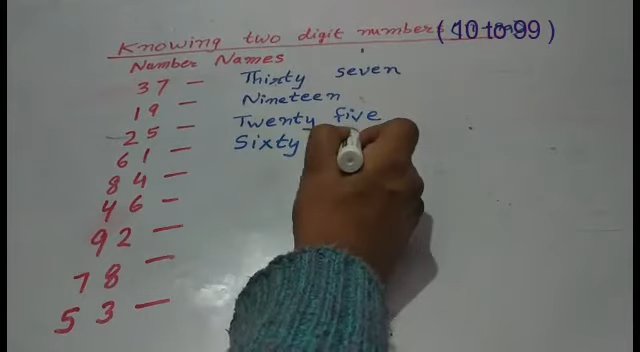 Knowing two digit numbers (10 to 99)
Number Names
37 — Thirty seven
19 — Nineteen
25 — Twenty five
61 — Sixty
84 —
46 —
92 —
78 —
53 —